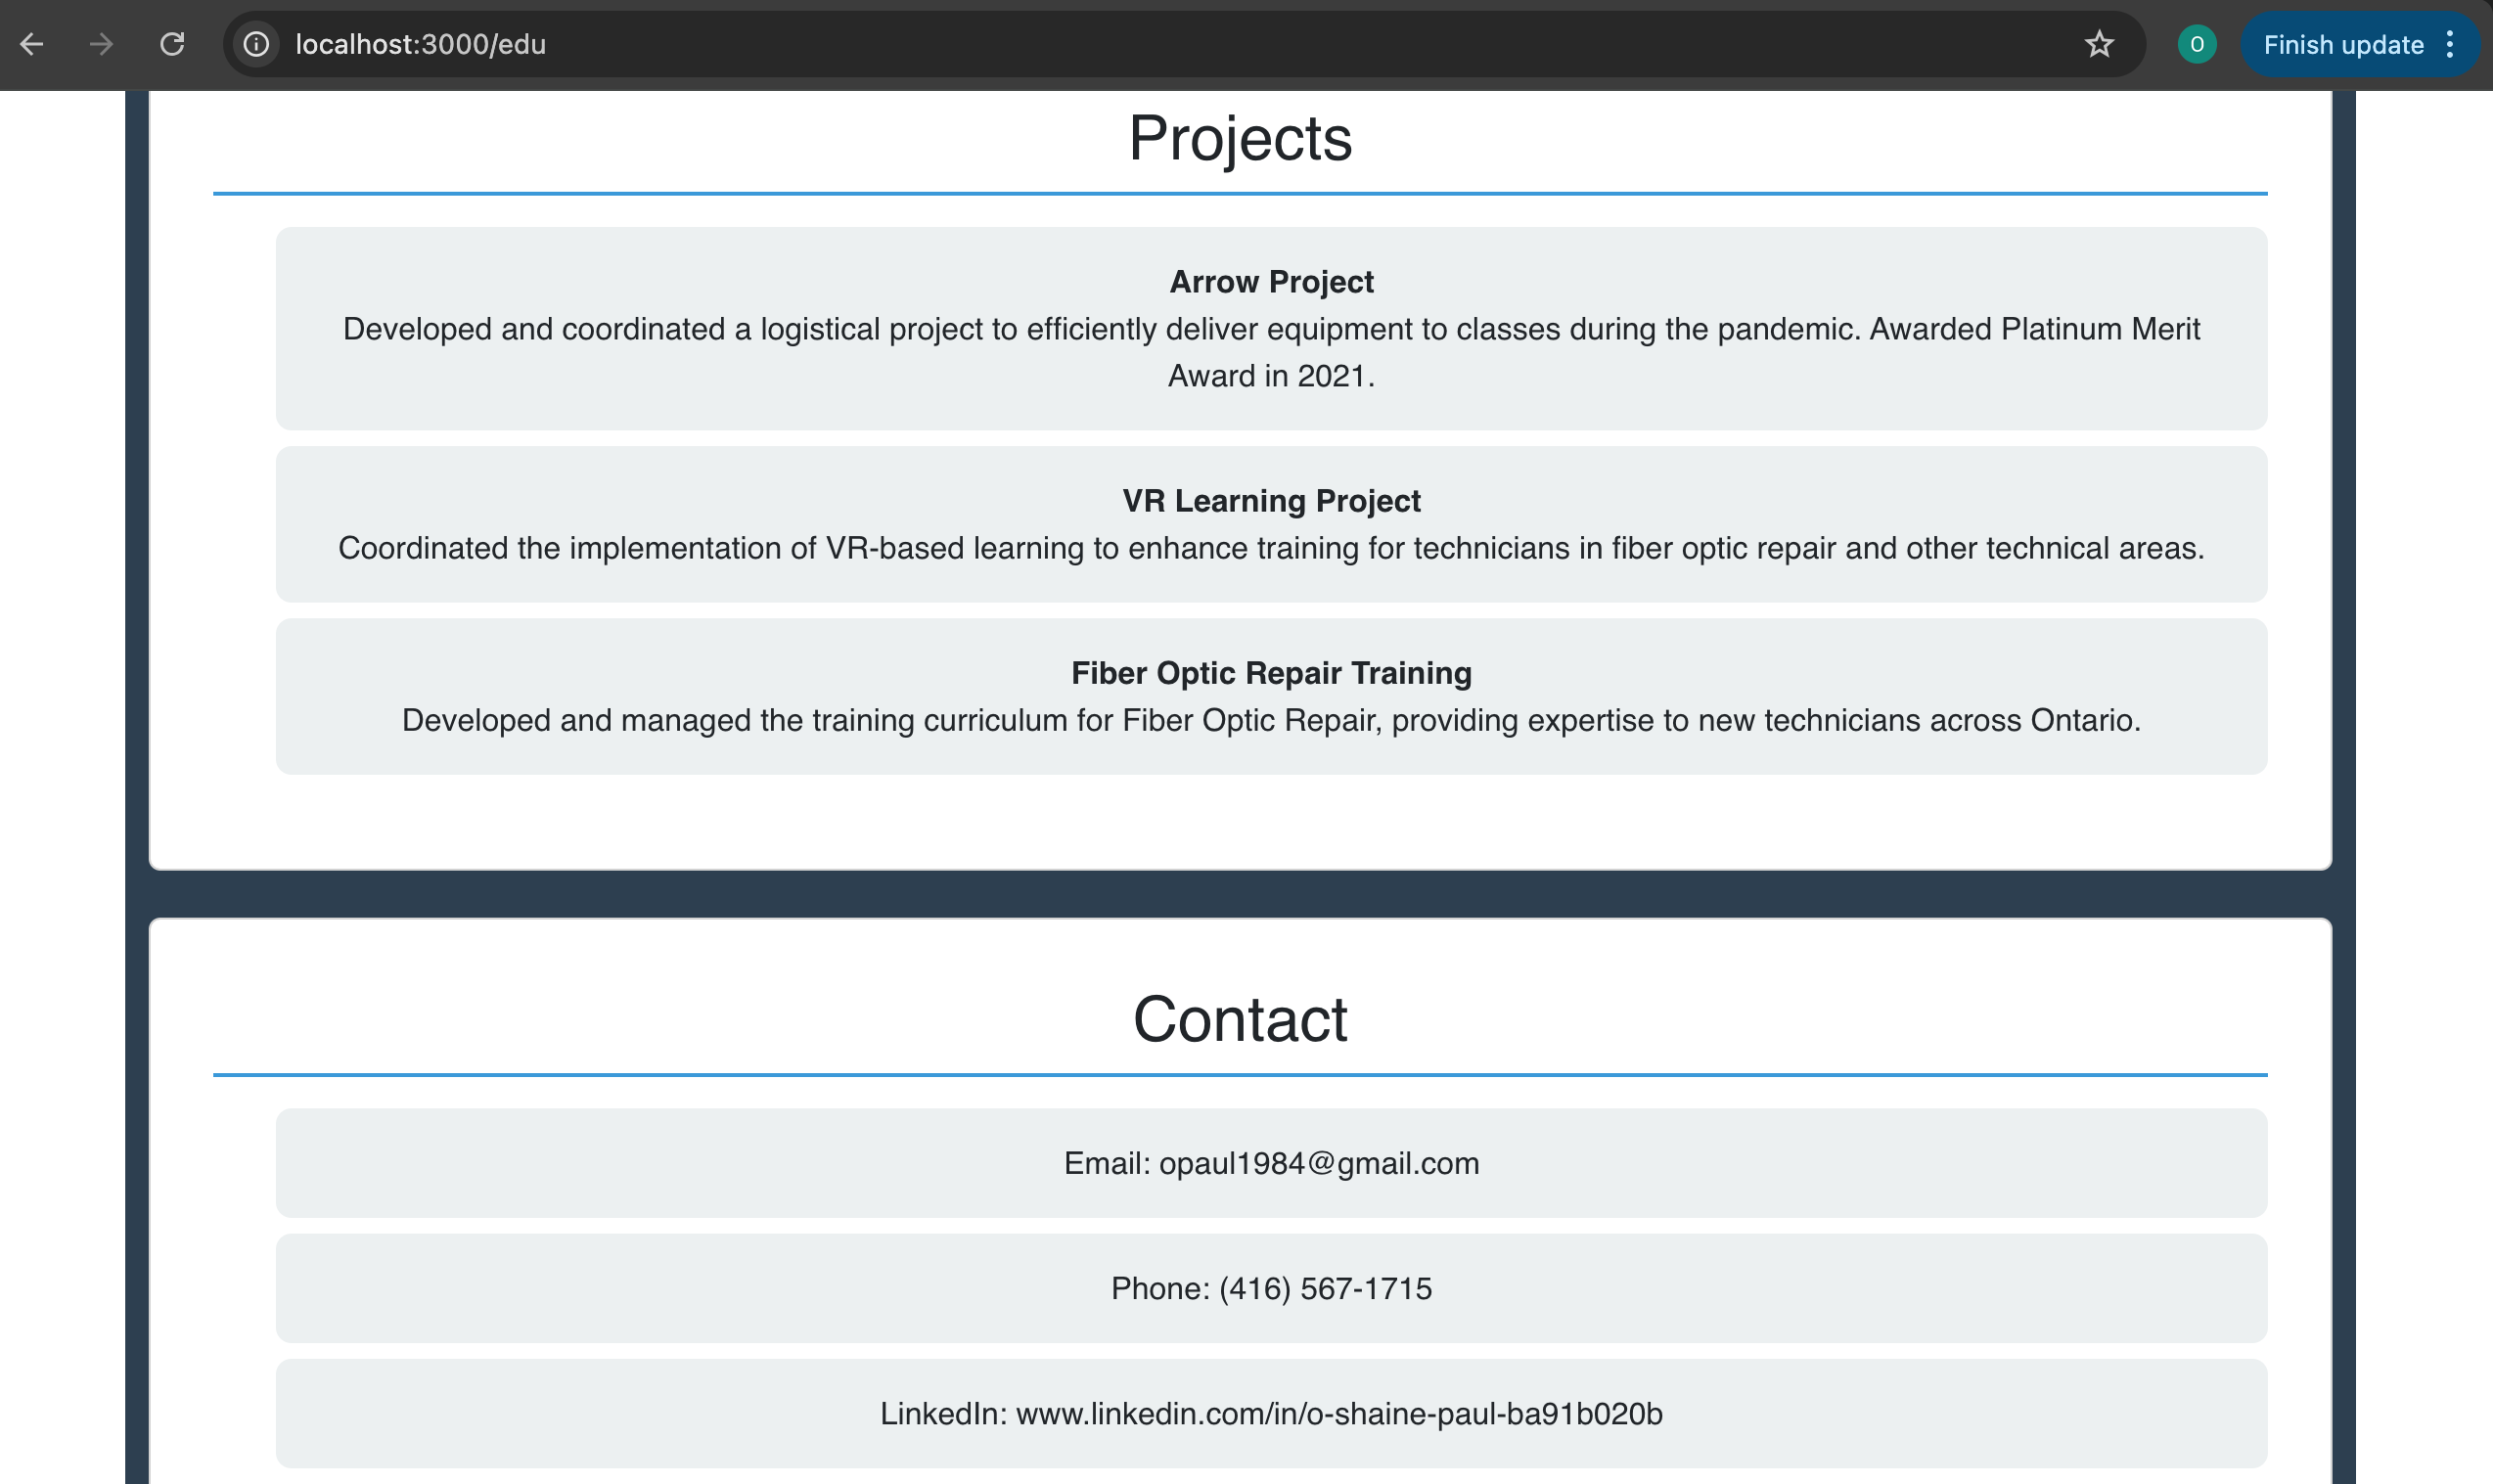 localhost:3000/edu
O
Finish update
Projects
Arrow Project
Developed and coordinated a logistical project to efficiently deliver equipment to classes during the pandemic. Awarded Platinum Merit
Award in 2021.
VR Learning Project
Coordinated the implementation of VR-based learning to enhance training for technicians in fiber optic repair and other technical areas.
Fiber Optic Repair Training
Developed and managed the training curriculum for Fiber Optic Repair, providing expertise to new technicians across Ontario.
Contact
Email: opaul1984@gmail.com
Phone: (416) 567-1715
LinkedIn: www.linkedin.com/in/o-shaine-paul-ba91b020b